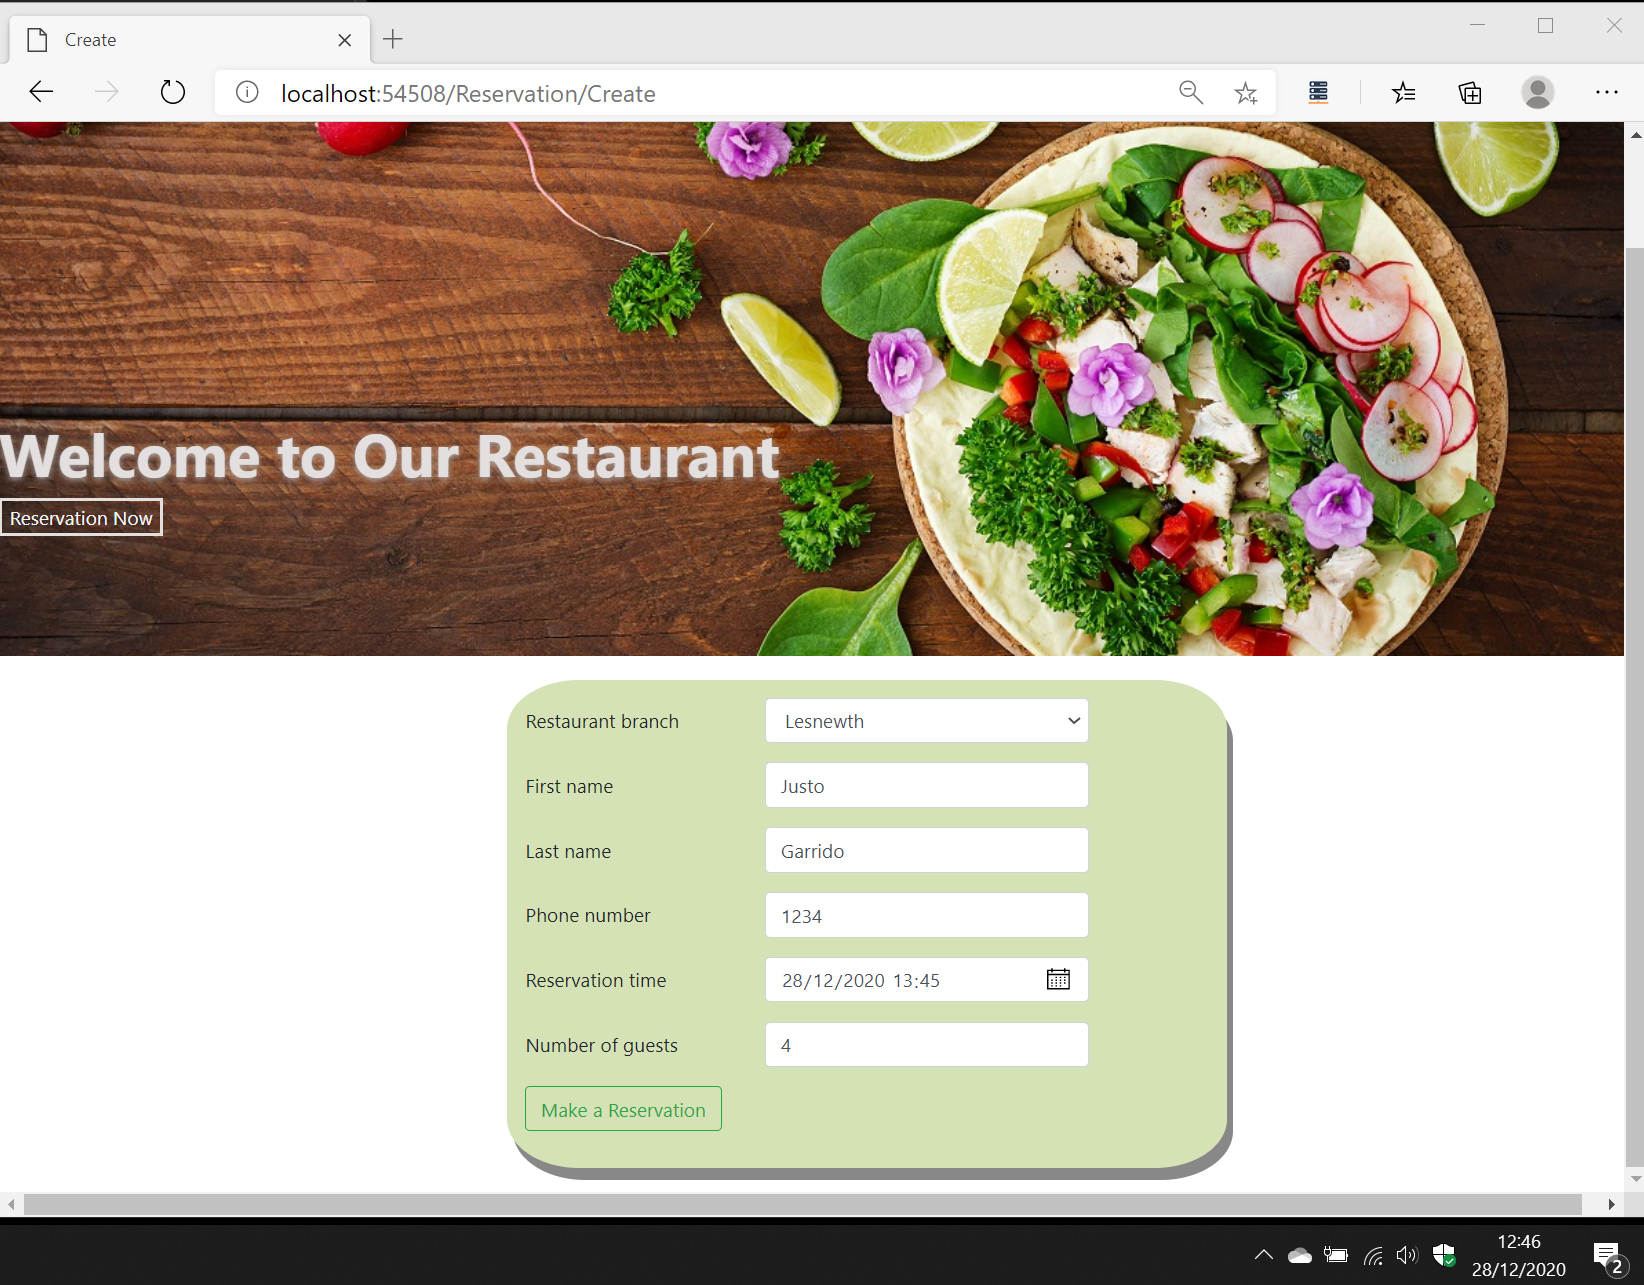 Create
localhost:54508/Reservation/Create
Welcome to Our Restaurant
Reservation Now
Restaurant branch Lesnewth
First name Justo
Last name Garrido
Phone number 1234
Reservation time 28/12/2020 13:45
Number of guests 4
Make a Reservation
12:46
28/12/2020
2